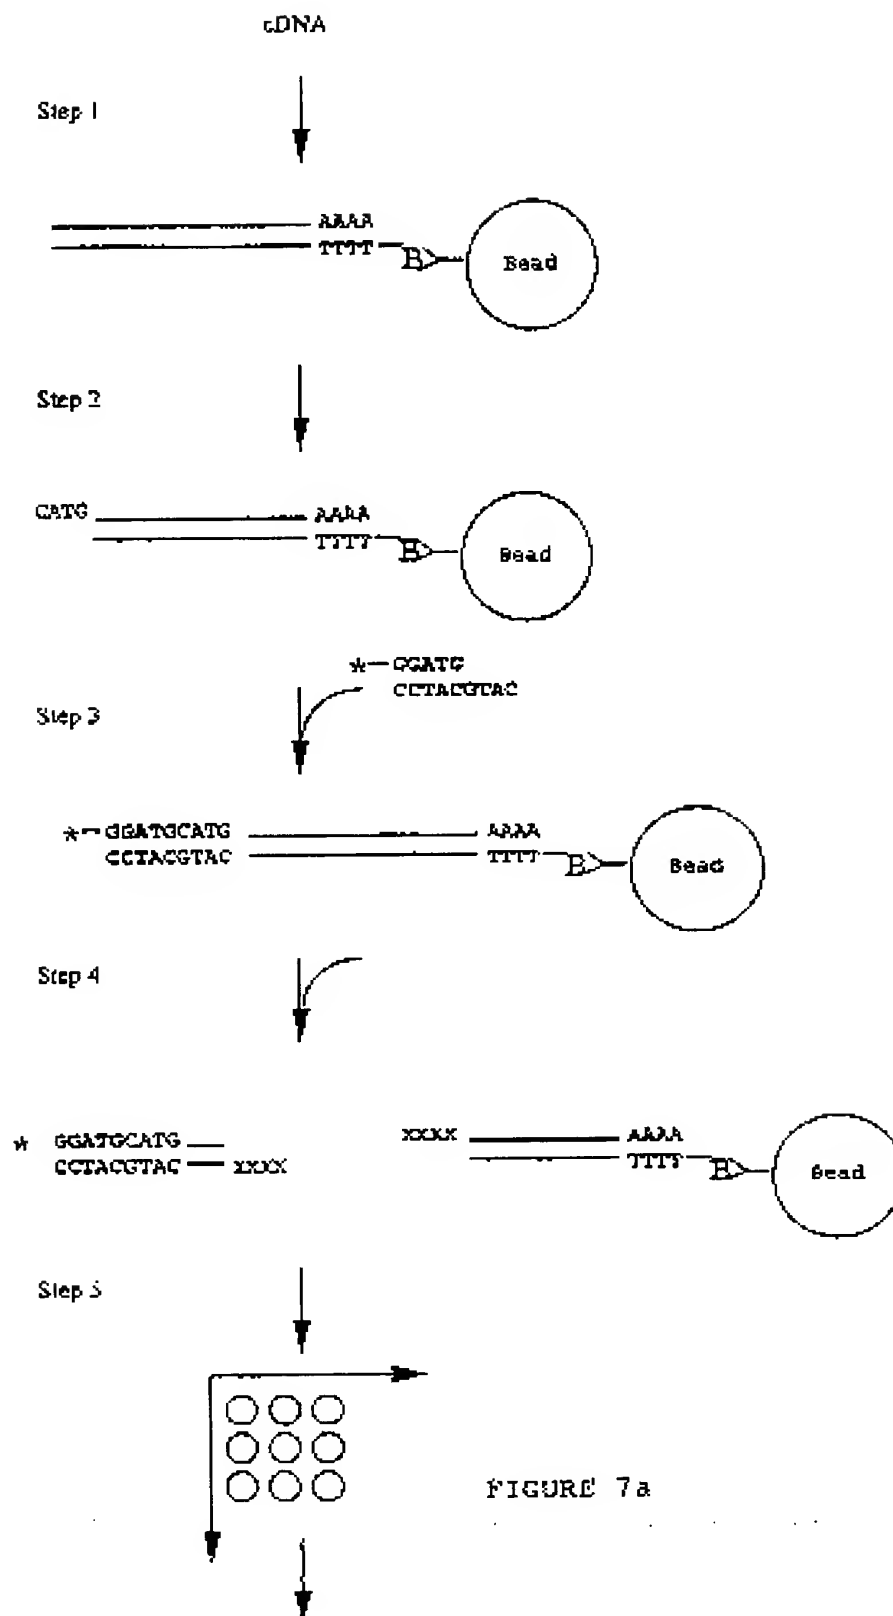 cDNA
Step 1
AAAA
TTTT
B
Bead
Step 2
CATG
AAAA
TTTT
B
Bead
*—GGATG
CCTACGTAC
Step 3
*—GGATGCATG
CCTACGTAC
AAAA
TTTT
B
Bead
Step 4
* GGATGCATG
CCTACGTAC
XXXX
XXXX
AAAA
TTTT
B
Bead
Step 5
FIGURE 7a